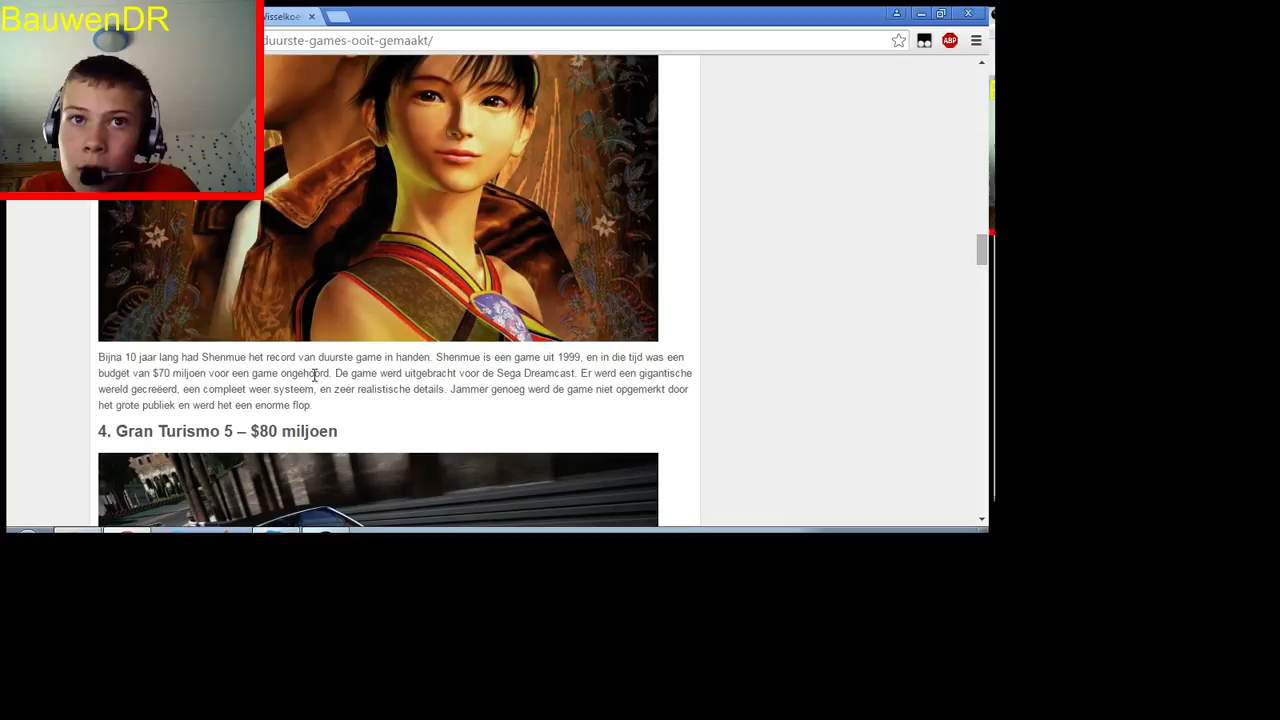 BauwenDR
Visselkoe
duurste-games-ooit-gemaakt/
ABP
Bijna 10 jaar lang had Shenmue het record van duurste game in handen. Shenmue is een game uit 1999, en in die tijd was een
budget van $70 miljoen voor een game ongehoord. De game werd uitgebracht voor de Sega Dreamcast. Er werd een gigantische
wereld gecreëerd, een compleet weer systeem, en zeer realistische details. Jammer genoeg werd de game niet opgemerkt door
het grote publiek en werd het een enorme flop.
4. Gran Turismo 5 – $80 miljoen